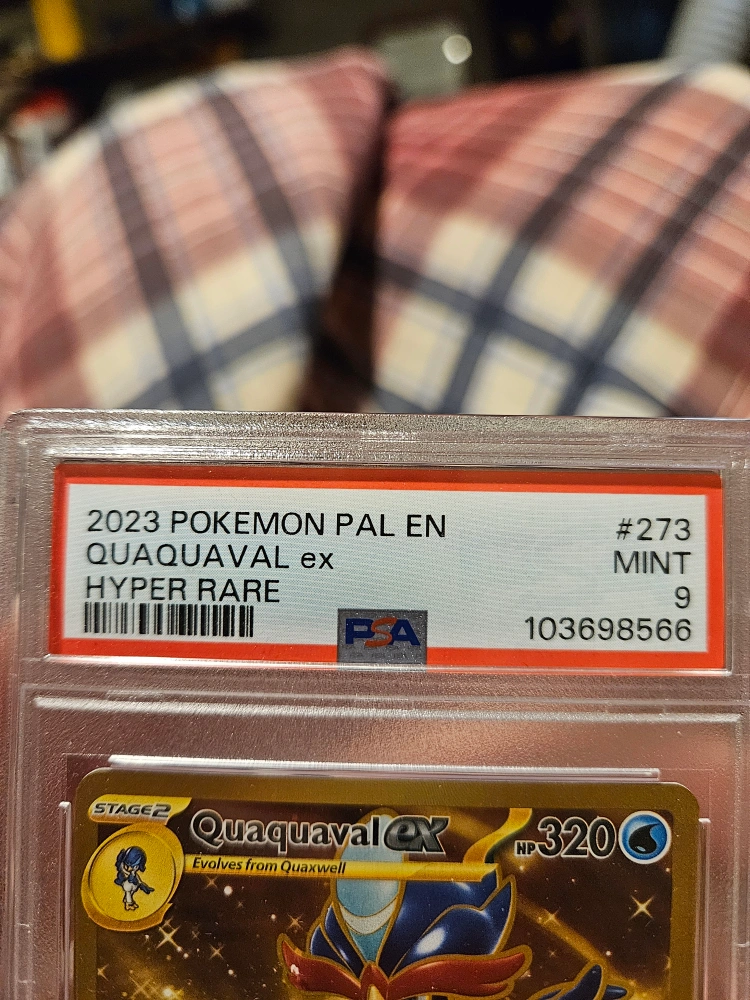 2023 POKEMON PAL EN #273
QUAQUAVAL ex MINT
HYPER RARE 9
PSA 103698566
STAGE2 Quaquaval ex HP 320
Evolves from Quaxwell